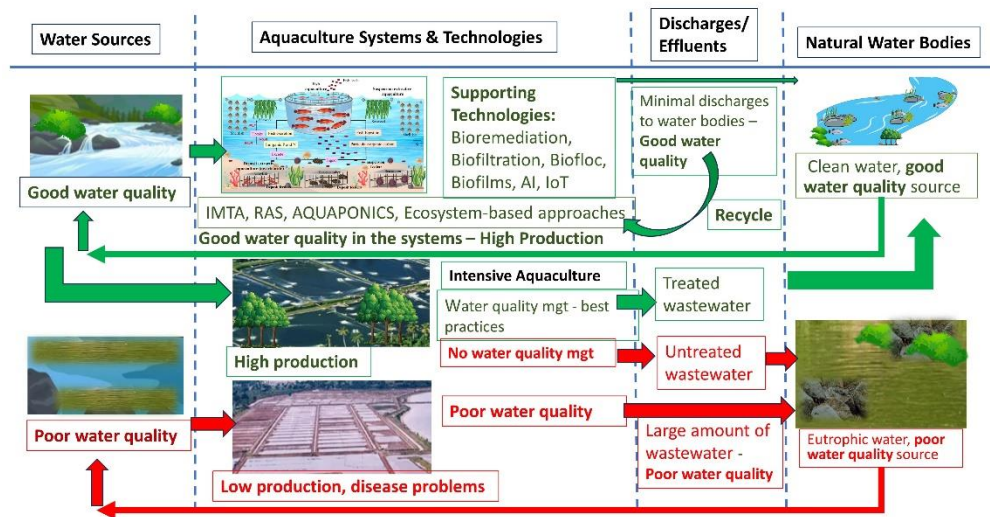 Water Sources
Aquaculture Systems & Technologies
Discharges/
Effluents
Natural Water Bodies
Good water quality
Supporting
Technologies:
Bioremediation,
Biofiltration, Biofloc,
Biofilms, AI, IoT
Minimal discharges
to water bodies –
Good water
quality
Clean water, good
water quality source
IMTA, RAS, AQUAPONICS, Ecosystem-based approaches
Recycle
Good water quality in the systems – High Production
Intensive Aquaculture
Water quality mgt - best
practices
Treated
wastewater
High production
No water quality mgt
Untreated
wastewater
Poor water quality
Poor water quality
Large amount of
wastewater -
Poor water quality
Eutrophic water, poor
water quality source
Low production, disease problems